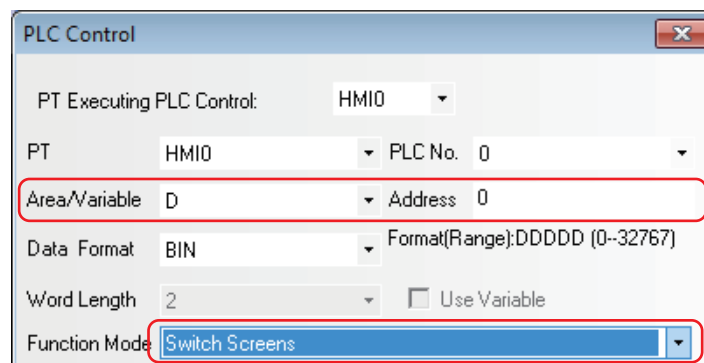 PLC Control
PT Executing PLC Control: HMI0
PT HMI0 PLC No. 0
Area/Variable D Address 0
Data Format BIN Format(Range):DDDDD (0--32767)
Word Length 2 Use Variable
Function Mode Switch Screens